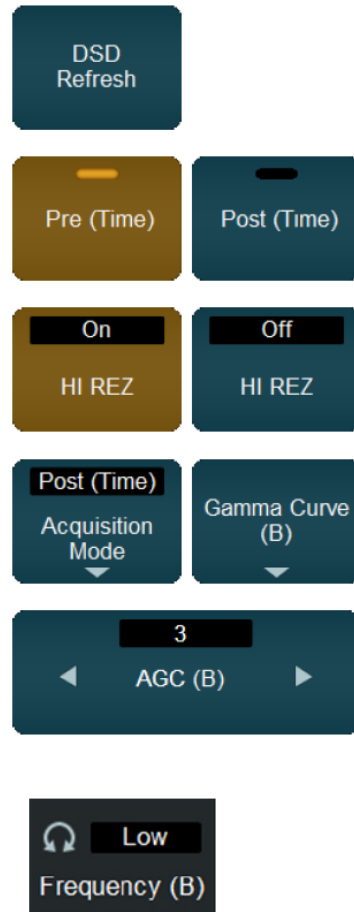 DSD
Refresh
Pre (Time)
Post (Time)
On
HI REZ
Off
HI REZ
Post (Time)
Acquisition
Mode
Gamma Curve
(B)
3
AGC (B)
Low
Frequency (B)